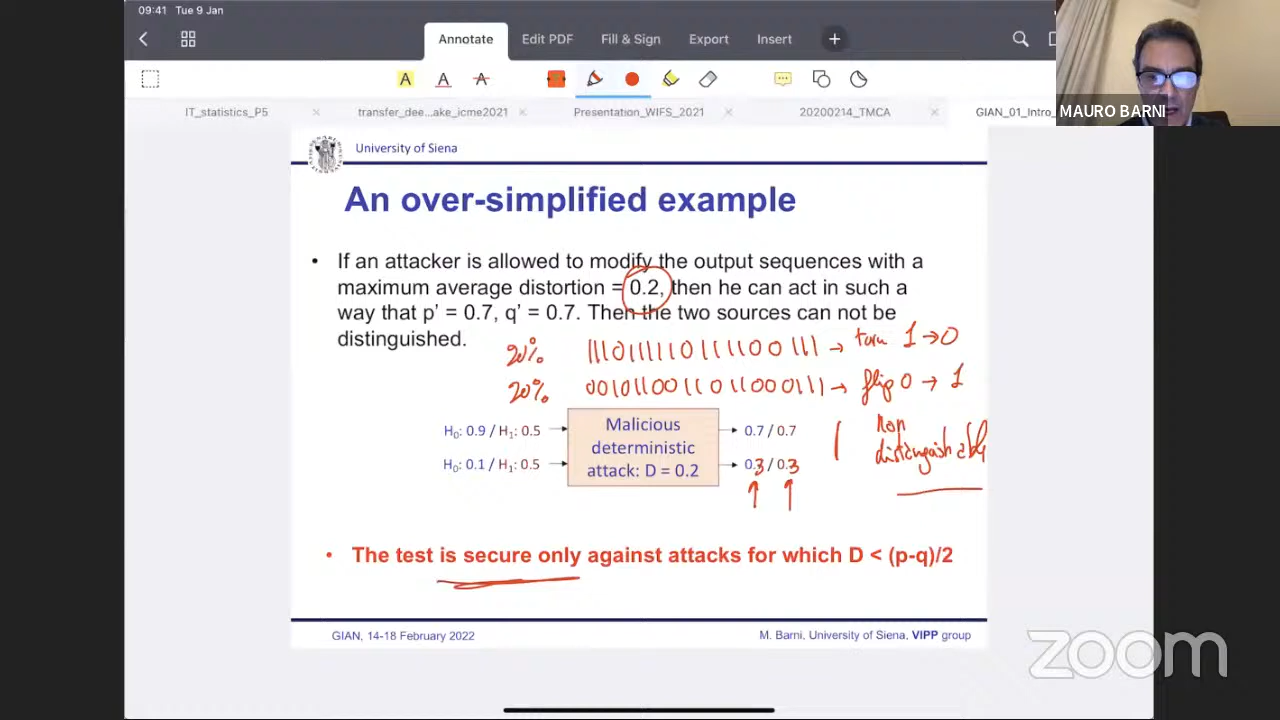 09:41 Tue 9 Jan
Annotate Edit PDF Fill & Sign Export Insert +
MAURO BARNI
IT_statistics_P5 × transfer_dee...ake_icme2021 × Presentation_WIFS_2021 × 20200214_TMCA × GIAN_01_Intro_
University of Siena
An over-simplified example
• If an attacker is allowed to modify the output sequences with a
maximum average distortion = 0.2, then he can act in such a
way that p' = 0.7, q' = 0.7. Then the two sources can not be
distinguished.
20% 1110111110111100111 → turn 1→0
20% 001011001101100011 → flip 0 → 1
H0: 0.9 / H1: 0.5 Malicious 0.7 / 0.7
deterministic
H0: 0.1 / H1: 0.5 attack: D = 0.2 0.3 / 0.3
non
distinguishable
• The test is secure only against attacks for which D < (p-q)/2
GIAN, 14-18 February 2022 M. Barni, University of Siena, VIPP group
zoom